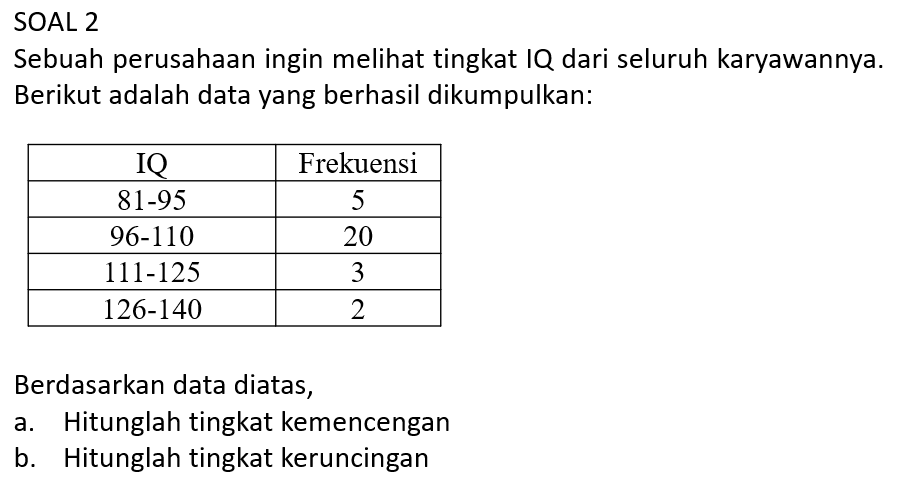 SOAL 2
Sebuah perusahaan ingin melihat tingkat IQ dari seluruh karyawannya.
Berikut adalah data yang berhasil dikumpulkan:
IQ Frekuensi
81-95 5
96-110 20
111-125 3
126-140 2
Berdasarkan data diatas,
a. Hitunglah tingkat kemencengan
b. Hitunglah tingkat keruncingan